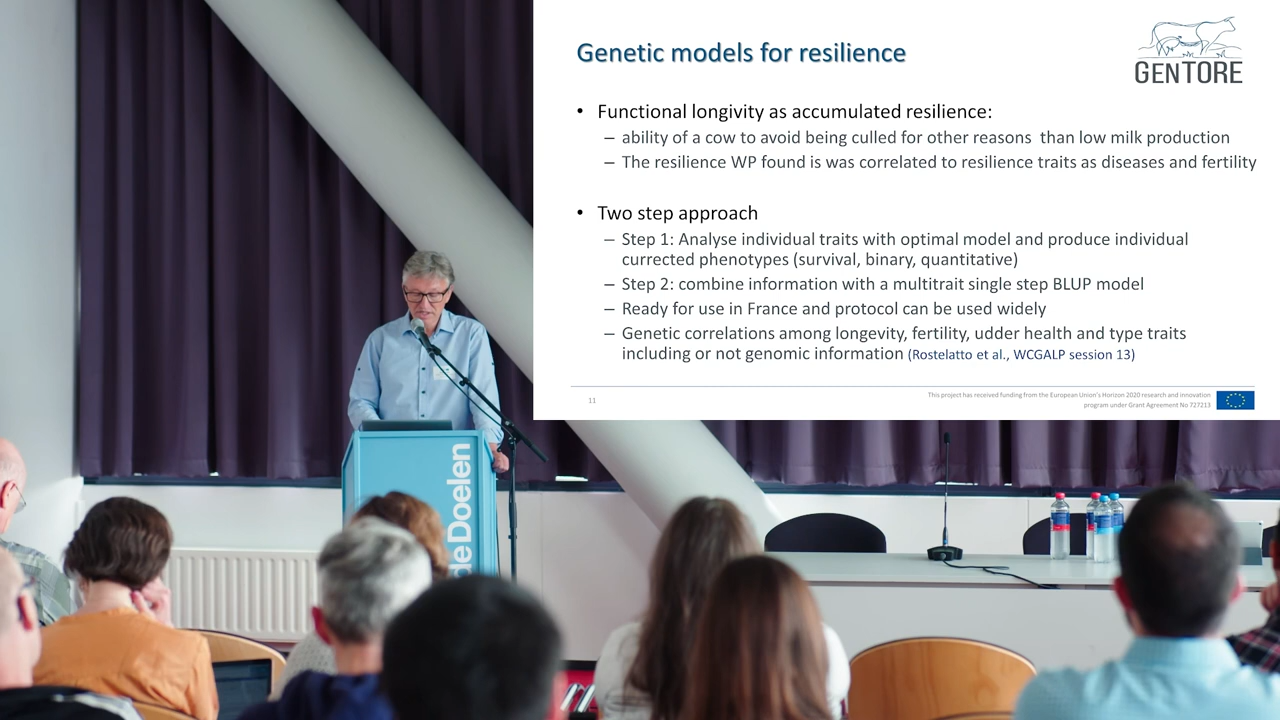 Genetic models for resilience
GENTORE
• Functional longivity as accumulated resilience:
– ability of a cow to avoid being culled for other reasons than low milk production
– The resilience WP found is was correlated to resilience traits as diseases and fertility
• Two step approach
– Step 1: Analyse individual traits with optimal model and produce individual
currected phenotypes (survival, binary, quantitative)
– Step 2: combine information with a multitrait single step BLUP model
– Ready for use in France and protocol can be used widely
– Genetic correlations among longevity, fertility, udder health and type traits
including or not genomic information (Rostelatto et al., WCGALP session 13)
11
This project has received funding from the European Union's Horizon 2020 research and innovation
program under Grant Agreement No 727213
de Doelen